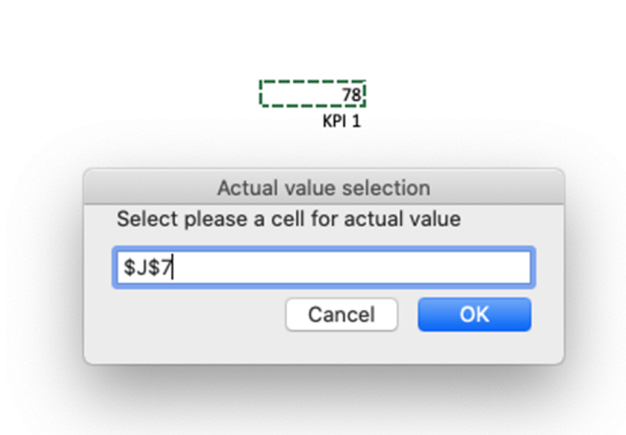 78
KPI 1
Actual value selection
Select please a cell for actual value
$J$7
Cancel OK